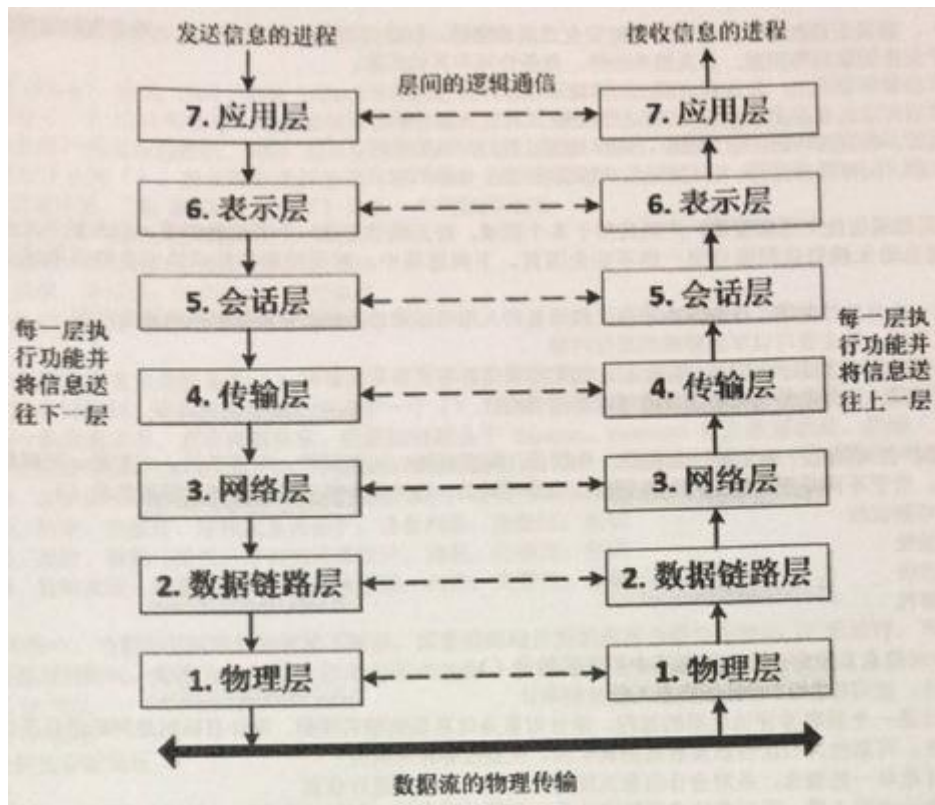 发送信息的进程
接收信息的进程
层间的逻辑通信
7. 应用层
7. 应用层
6. 表示层
6. 表示层
5. 会话层
5. 会话层
每一层执
行功能并
将信息送
往下一层
4. 传输层
4. 传输层
每一层执
行功能并
将信息送
往上一层
3. 网络层
3. 网络层
2. 数据链路层
2. 数据链路层
1. 物理层
1. 物理层
数据流的物理传输